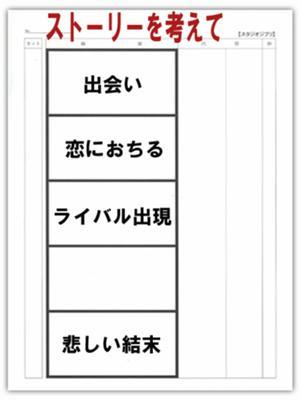 ストーリーを考えて
【スタジオジブリ】
カット
出会い
恋におちる
ライバル出現
悲しい結末